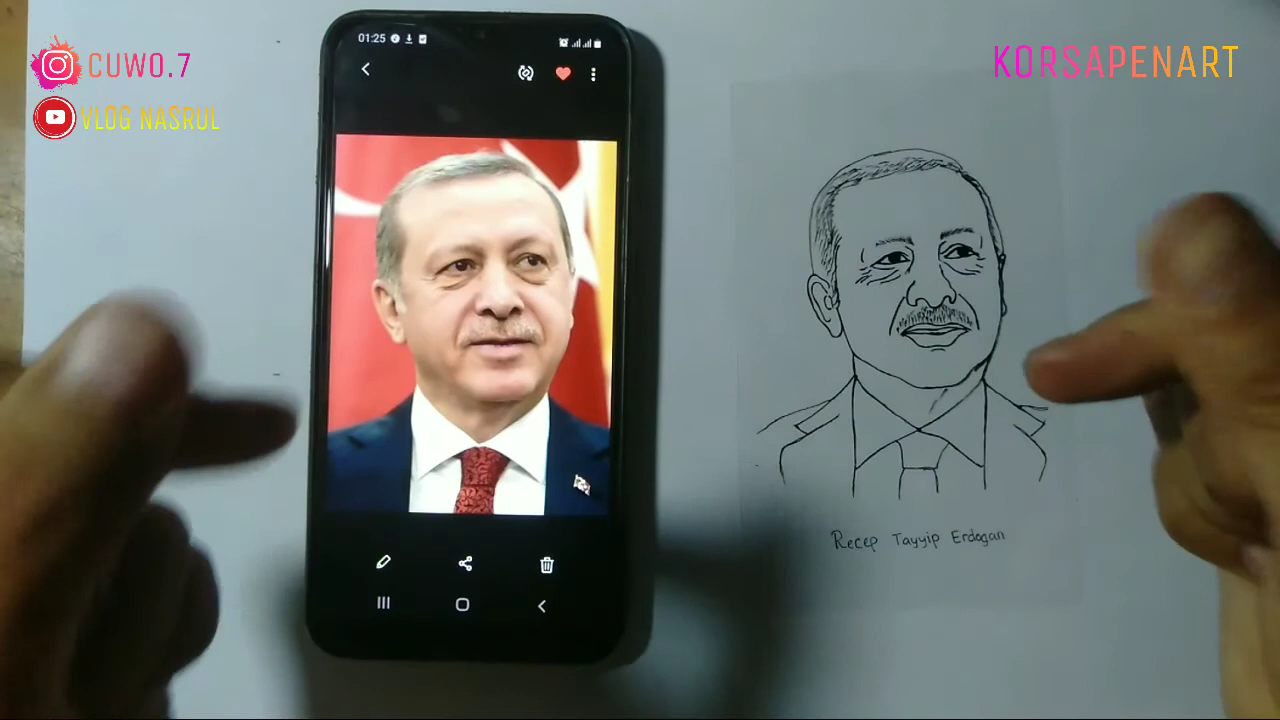 CUWO.7
VLOG NASRUL
KORSAPENART
01:25
Recep Tayyip Erdogan